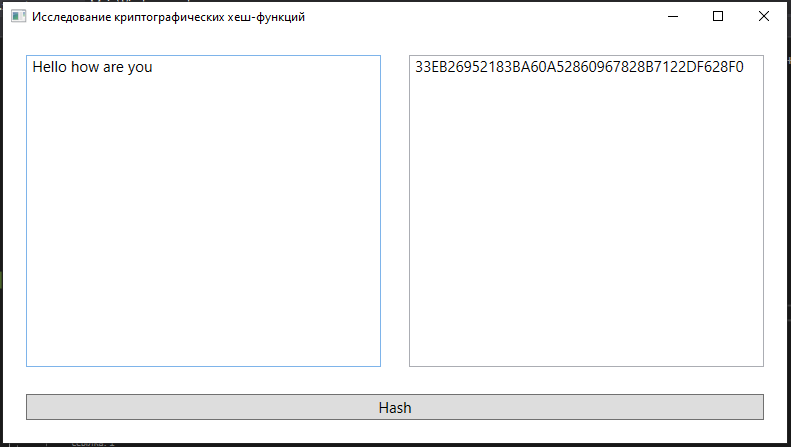 Исследование криптографических хеш-функций
Hello how are you
33EB26952183BA60A52860967828B7122DF628F0
Hash